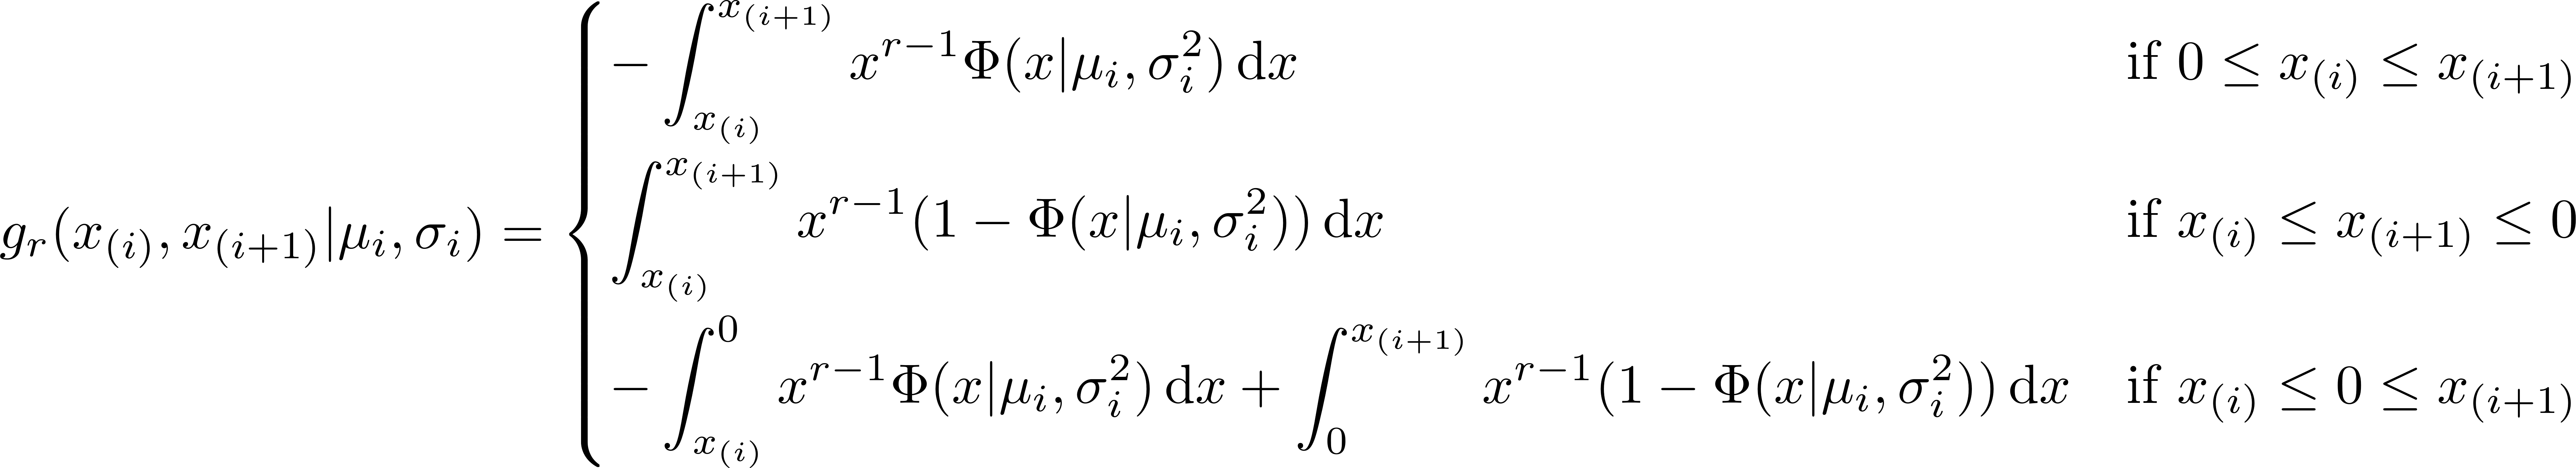 g_r(x_{(i)}, x_{(i+1)}|\mu_i, \sigma_i) = \begin{cases} -\int_{x_{(i)}}^{x_{(i+1)}} x^{r-1}\Phi(x|\mu_i, \sigma_i^2)\,\mathrm{d}x & \text{if } 0 \leq x_{(i)} \leq x_{(i+1)} \\
\int_{x_{(i)}}^{x_{(i+1)}} x^{r-1}(1 - \Phi(x|\mu_i, \sigma_i^2))\,\mathrm{d}x & \text{if } x_{(i)} \leq x_{(i+1)} \leq 0 \\
-\int_{x_{(i)}}^{0} x^{r-1}\Phi(x|\mu_i, \sigma_i^2)\,\mathrm{d}x + \int_{0}^{x_{(i+1)}} x^{r-1}(1 - \Phi(x|\mu_i, \sigma_i^2))\,\mathrm{d}x & \text{if } x_{(i)} \leq 0 \leq x_{(i+1)} \end{cases}